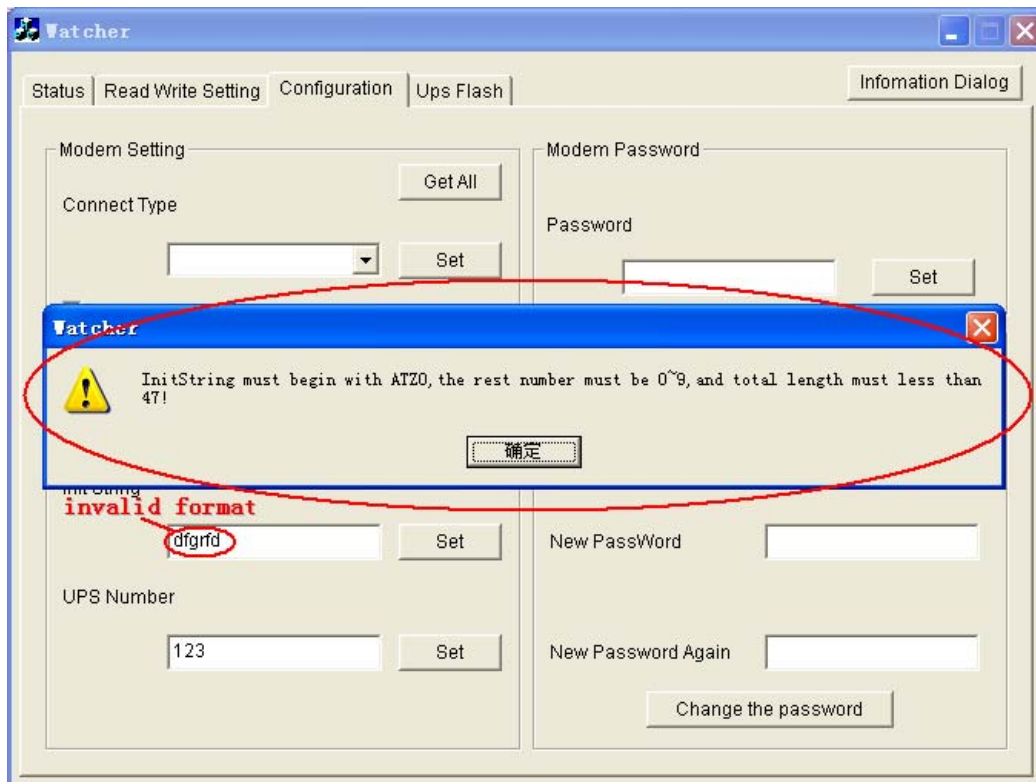 Watcher
Infomation Dialog
Status
Read Write Setting
Configuration
Ups Flash
Modem Setting
Get All
Connect Type
Set
Modem Password
Password
Set
Watcher
InitString must begin with ATZ0, the rest number must be 0~9, and total length must less than
47!
确定
Init String
invalid format
dfgrfd
Set
UPS Number
123
Set
New PassWord
New Password Again
Change the password